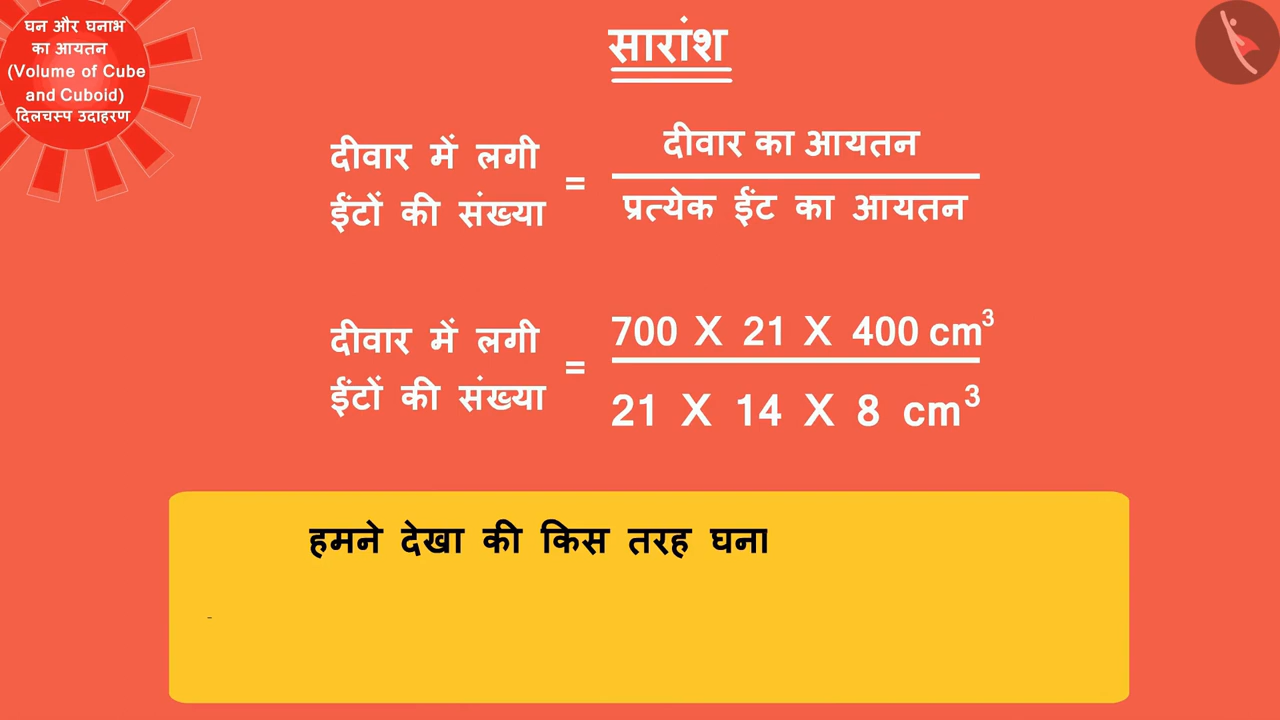 घन और घनाभ
का आयतन
(Volume of Cube
and Cuboid)
दिलचस्प उदाहरण
सारांश
दीवार में लगी
ईंटों की संख्या
=
दीवार का आयतन
प्रत्येक ईंट का आयतन
दीवार में लगी
ईंटों की संख्या
=
700 X 21 X 400 cm³
21 X 14 X 8 cm³
हमने देखा की किस तरह घना